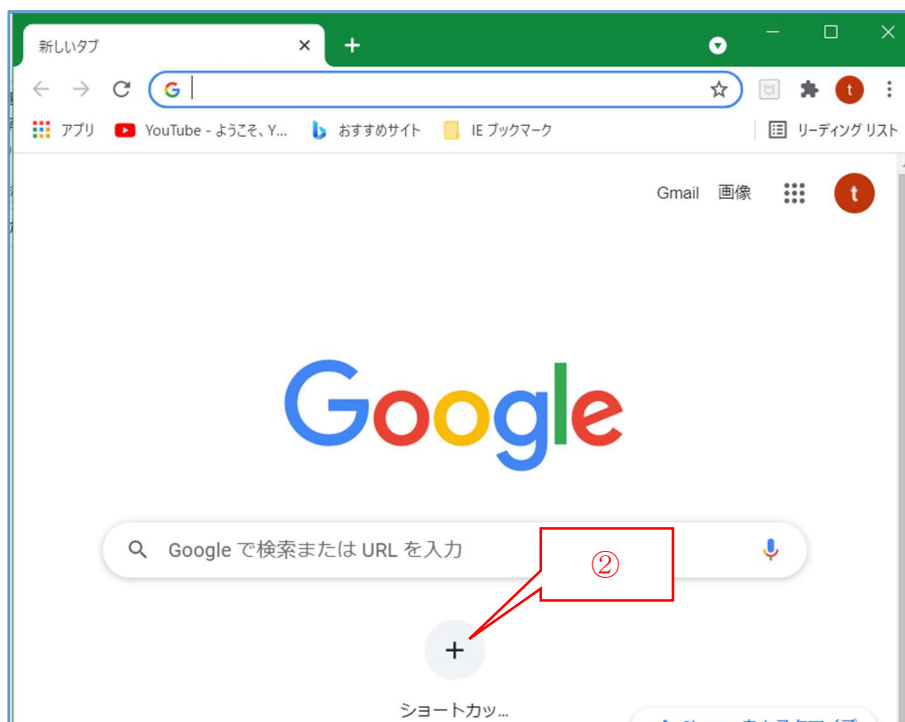 新しいタブ
アプリ YouTube - ようこそ、Y... おすすめサイト IE ブックマーク リーディング リスト
Gmail 画像 t
Google
Google で検索または URL を入力
②
ショートカッ...